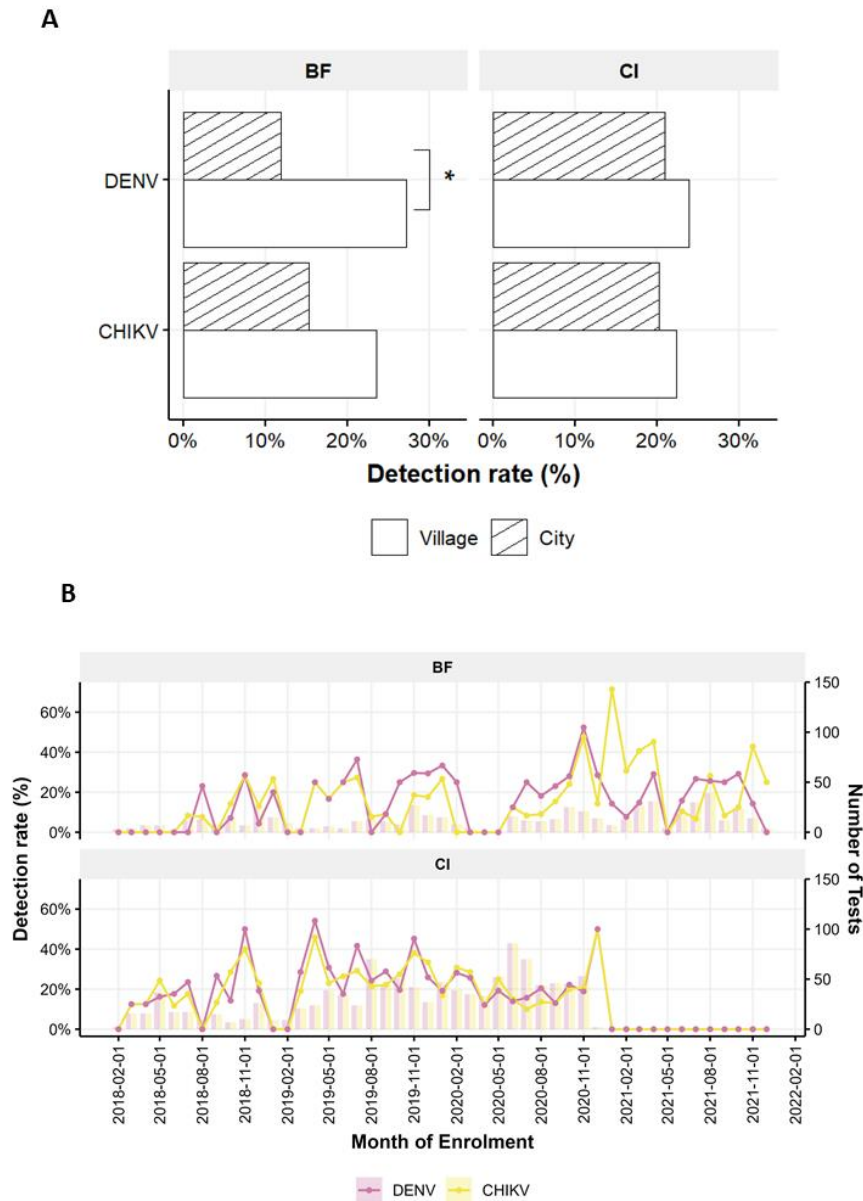 A
BF CI
DENV
*
CHIKV
0% 10% 20% 30% 0% 10% 20% 30%
Detection rate (%)
Village City
B
BF
60%
40%
20%
0%
150
100
50
0
CI
60%
40%
20%
0%
150
100
50
0
Detection rate (%)
Number of Tests
2018-02-01
2018-05-01
2018-08-01
2018-11-01
2019-02-01
2019-05-01
2019-08-01
2019-11-01
2020-02-01
2020-05-01
2020-08-01
2020-11-01
2021-02-01
2021-05-01
2021-08-01
2021-11-01
2022-02-01
Month of Enrolment
DENV CHIKV